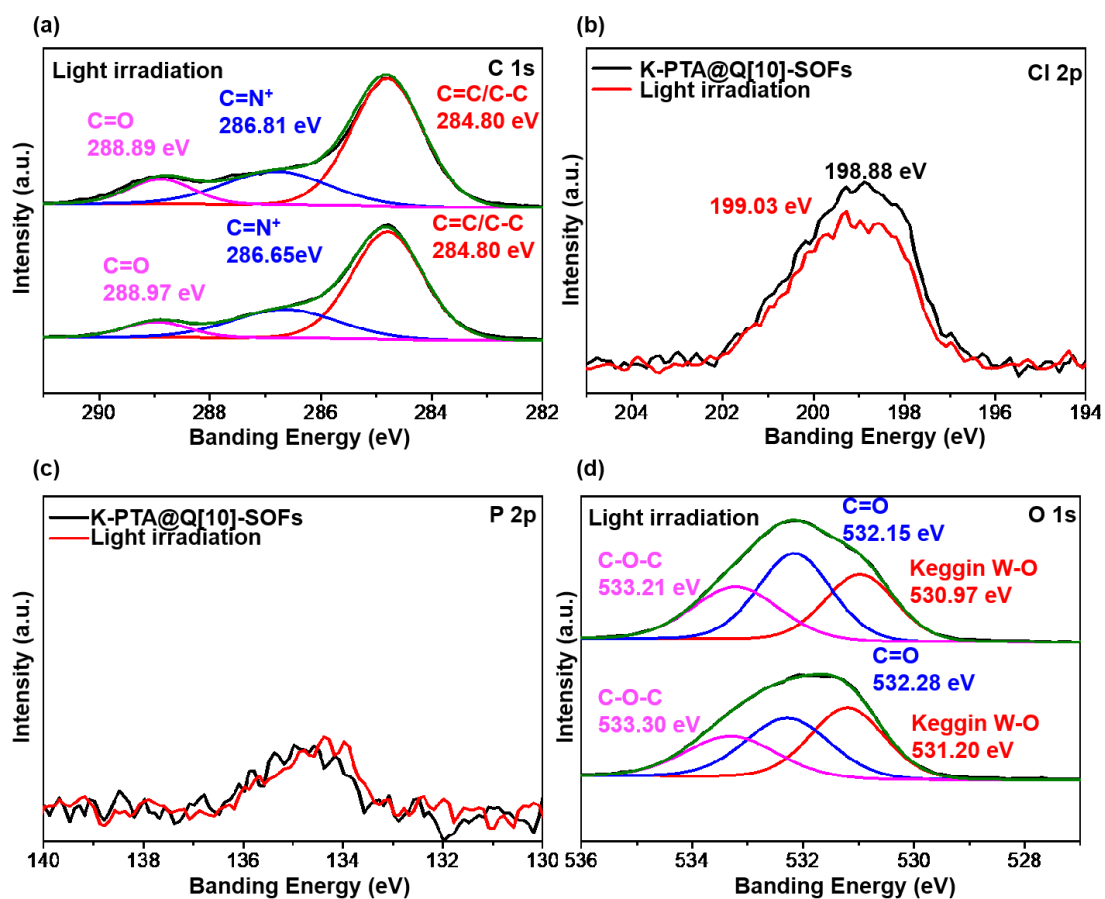 (a)
Light irradiation
C 1s
C=O
288.89 eV
C=N+
286.81 eV
C=C/C-C
284.80 eV
C=O
288.97 eV
C=N+
286.65eV
C=C/C-C
284.80 eV
Intensity (a.u.)
290 288 286 284 282
Banding Energy (eV)
(b)
K-PTA@Q[10]-SOFs
Light irradiation
Cl 2p
198.88 eV
199.03 eV
Intensity (a.u.)
204 202 200 198 196 194
Banding Energy (eV)
(c)
K-PTA@Q[10]-SOFs
Light irradiation
P 2p
Intensity (a.u.)
140 138 136 134 132 130
Banding Energy (eV)
(d)
Light irradiation
O 1s
C-O-C
533.21 eV
C=O
532.15 eV
Keggin W-O
530.97 eV
C-O-C
533.30 eV
C=O
532.28 eV
Keggin W-O
531.20 eV
Intensity (a.u.)
536 534 532 530 528
Banding Energy (eV)